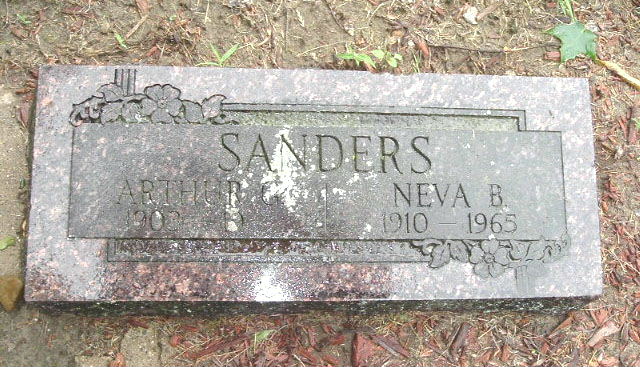 SANDERS
ARTHUR G. NEVA B.
1910 – 1965